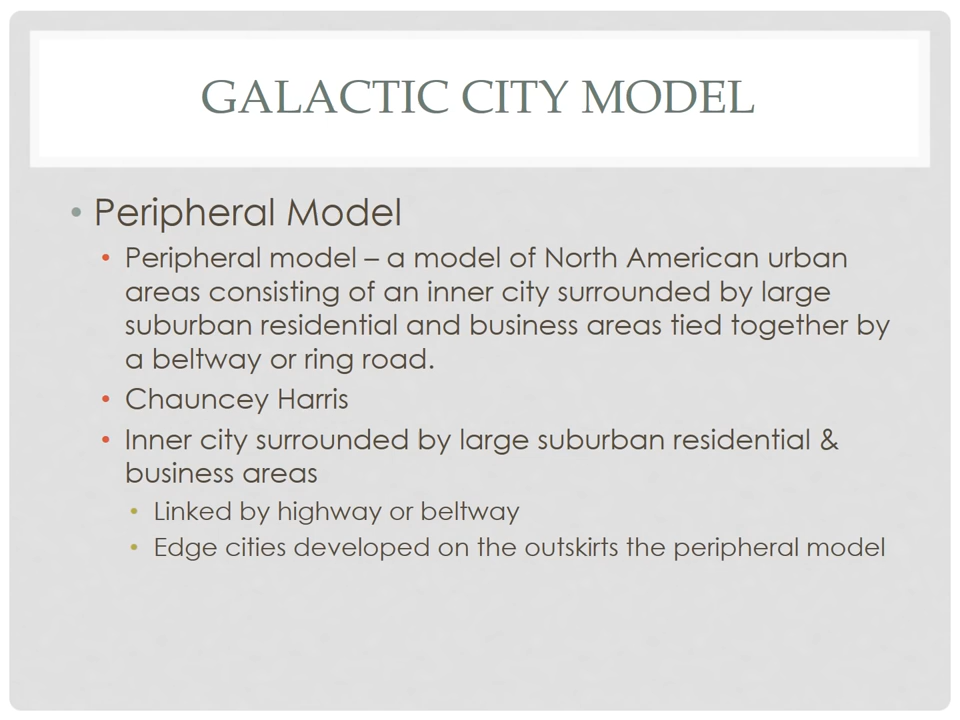 GALACTIC CITY MODEL
• Peripheral Model
• Peripheral model – a model of North American urban
areas consisting of an inner city surrounded by large
suburban residential and business areas tied together by
a beltway or ring road.
• Chauncey Harris
• Inner city surrounded by large suburban residential &
business areas
• Linked by highway or beltway
• Edge cities developed on the outskirts the peripheral model